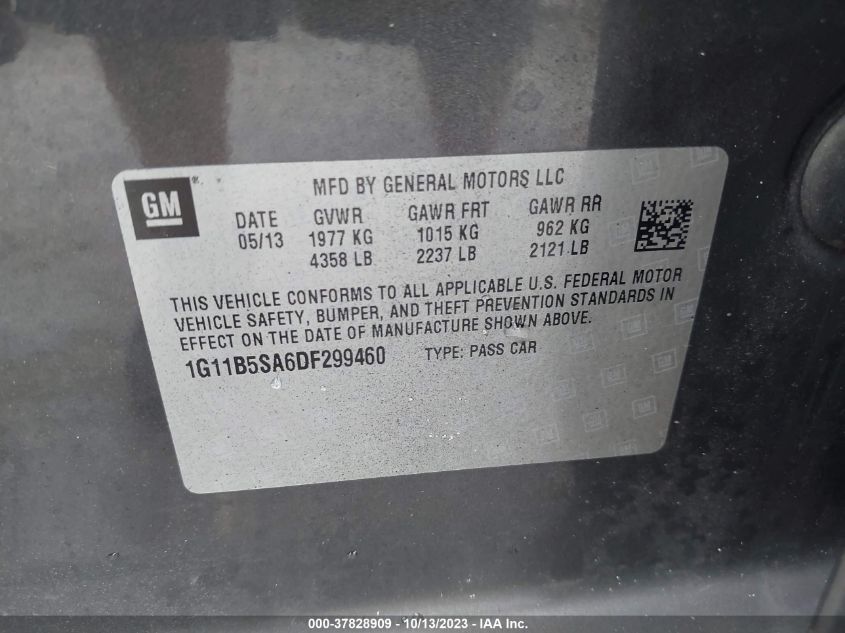 GM ®
MFD BY GENERAL MOTORS LLC
DATE GVWR GAWR FRT GAWR RR
05/13 1977 KG 1015 KG 962 KG
4358 LB 2237 LB 2121 LB
THIS VEHICLE CONFORMS TO ALL APPLICABLE U.S. FEDERAL MOTOR
VEHICLE SAFETY, BUMPER, AND THEFT PREVENTION STANDARDS IN
EFFECT ON THE DATE OF MANUFACTURE SHOWN ABOVE.
1G11B5SA6DF299460 TYPE: PASS CAR
000-37828909 - 10/13/2023 - IAA Inc.